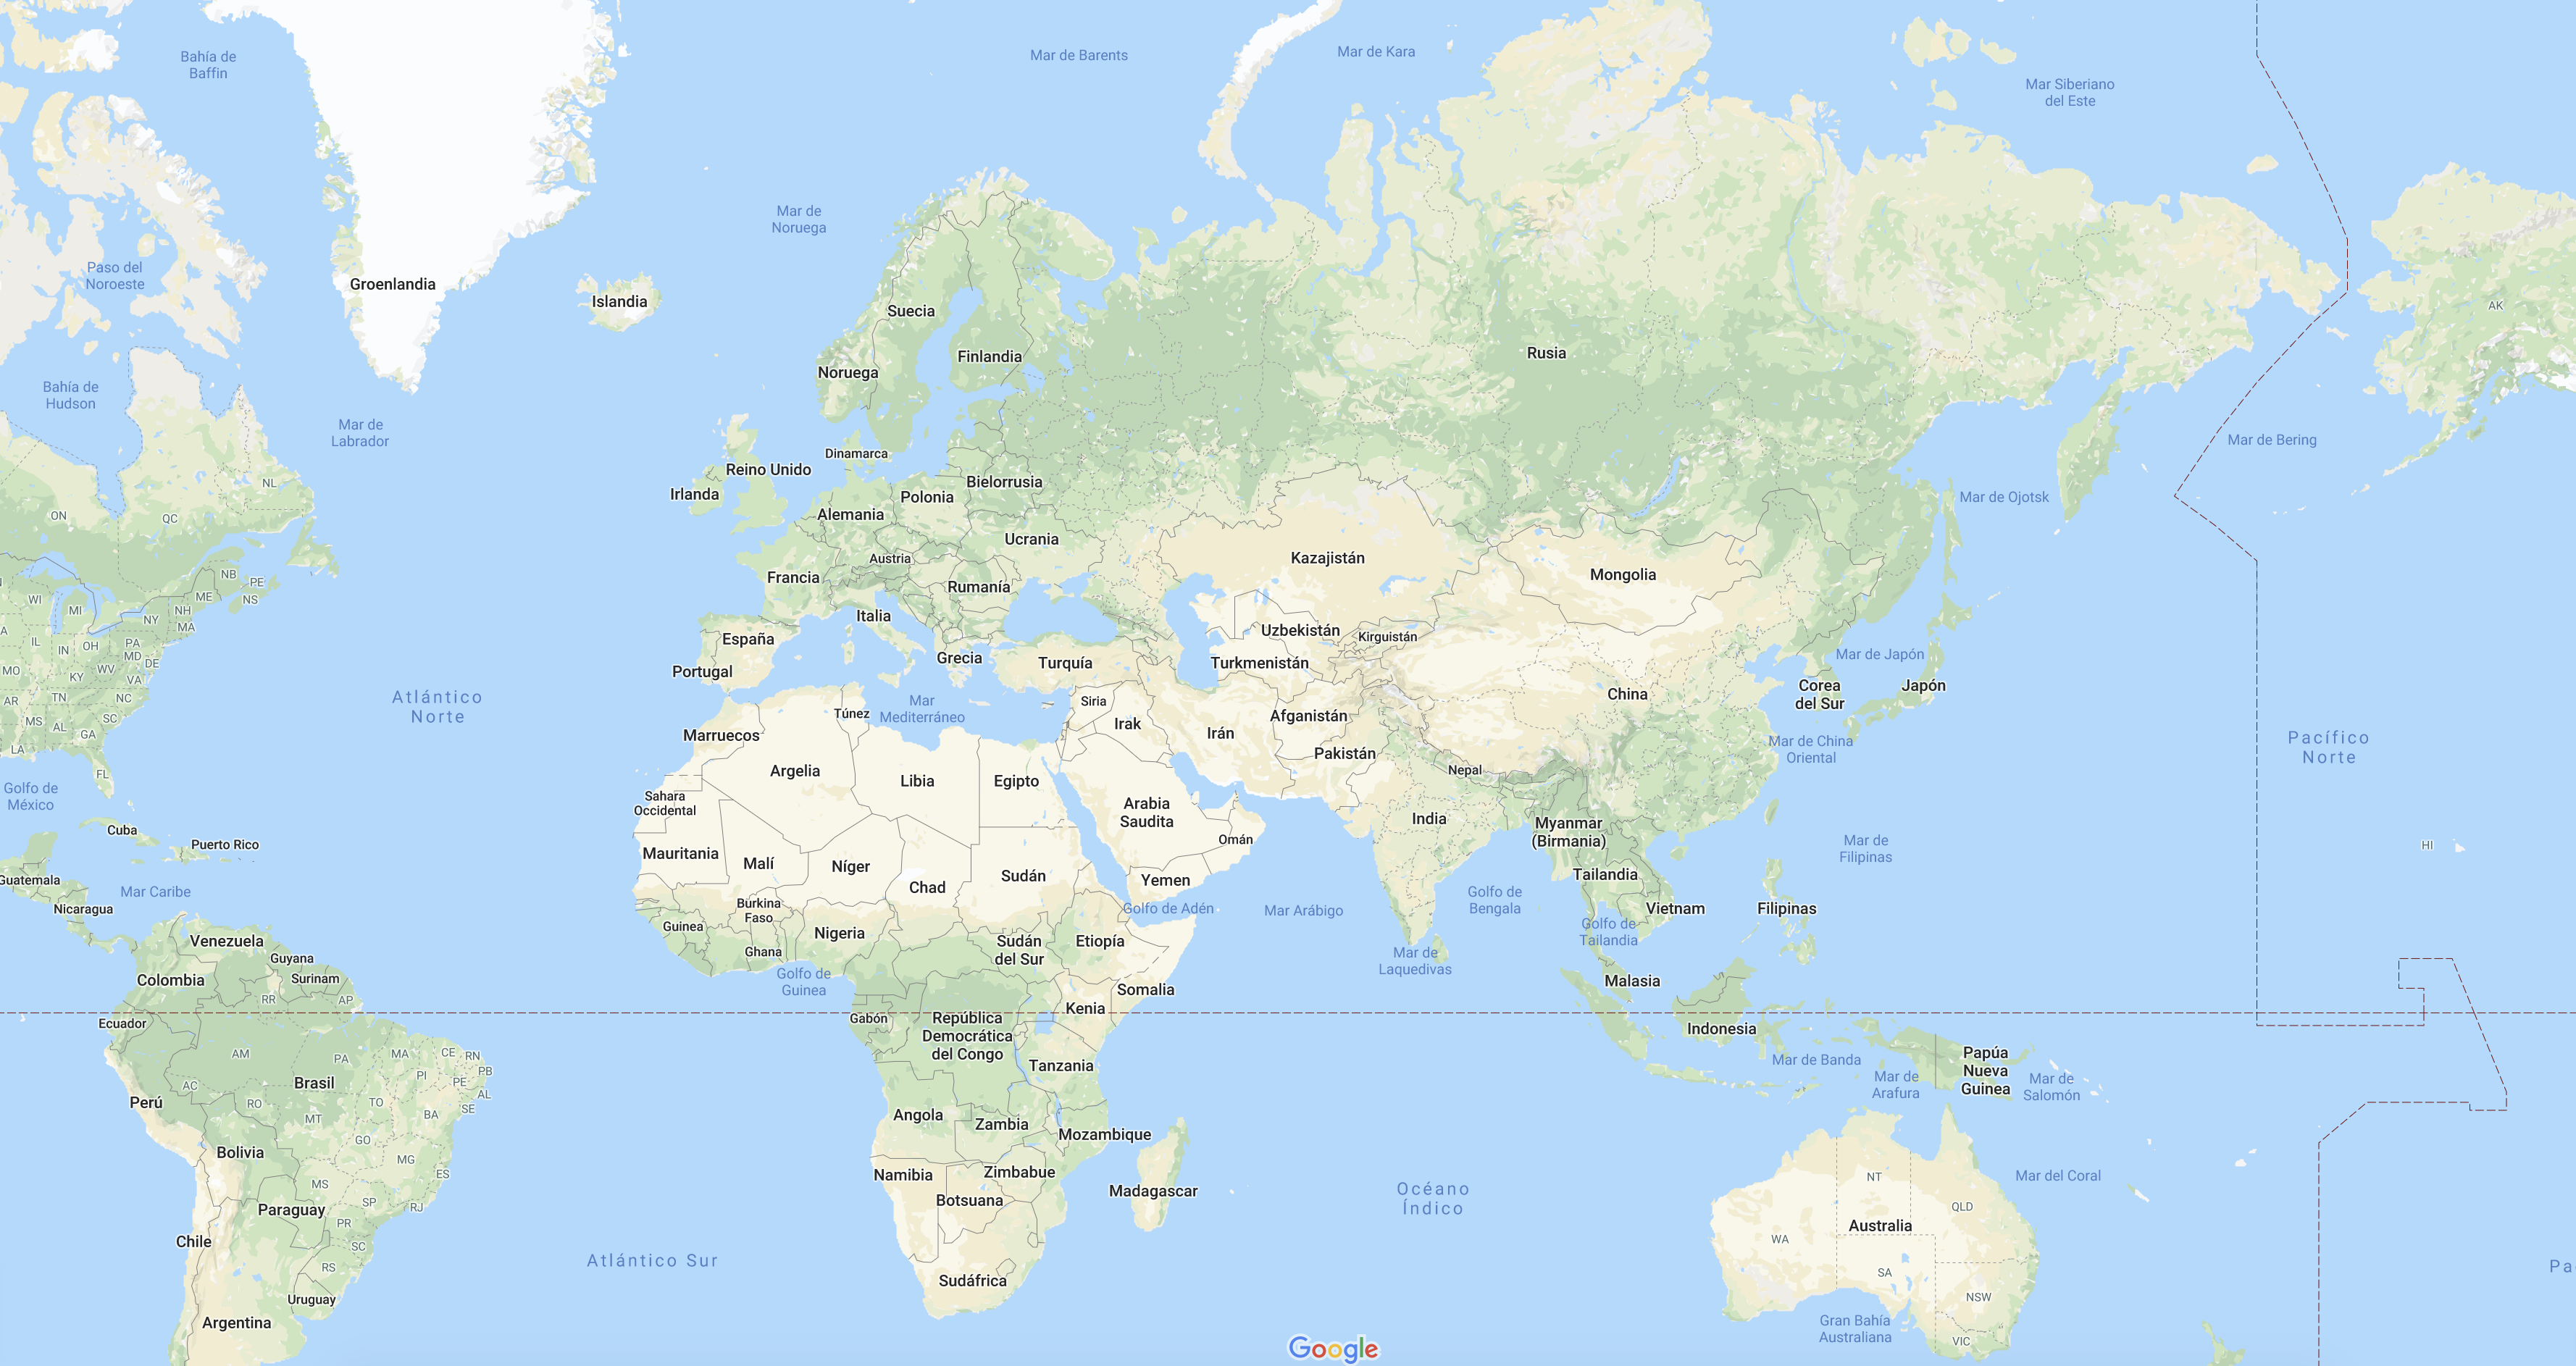 Bahía de
Baffin
Mar de Barents
Mar de Kara
Mar Siberiano
del Este
Mar de
Noruega
Paso del
Noroeste
Groenlandia
Islandia
Suecia
AK
Finlandia
Rusia
Noruega
Bahía de
Hudson
Mar de
Labrador
Mar de Bering
Dinamarca
Reino Unido
Bielorrusia
NL
Irlanda
Polonia
Mar de Ojotsk
ON
QC
Alemania
Ucrania
Austria
Kazajistán
Francia
Mongolia
NB
PE
Rumanía
WI
MI
ME
NS
NH
Italia
NY
MA
Uzbekistán
Kirguistán
España
IL
IN
OH
PA
MD
DE
Grecia
Turquía
Turkmenistán
Mar de Japón
MO
KY
WV
VA
Portugal
Corea
del Sur
Japón
China
AR
TN
NC
Atlántico
Norte
Mar
Mediterráneo
Siria
Túnez
Irak
Afganistán
MS
AL
SC
GA
Marruecos
Irán
Pacífico
Norte
LA
Pakistán
Mar de China
Oriental
FL
Argelia
Libia
Egipto
Nepal
Golfo de
México
Sahara
Occidental
Arabia
Saudita
India
Myanmar
(Birmania)
Cuba
Puerto Rico
Omán
Mar de
Filipinas
HI
Mauritania
Malí
Níger
Chad
Sudán
Yemen
Tailandia
Guatemala
Mar Caribe
Nicaragua
Burkina
Faso
Golfo de Adén
Mar Arábigo
Golfo de
Bengala
Vietnam
Filipinas
Guinea
Nigeria
Golfo de
Tailandia
Venezuela
Ghana
Sudán
del Sur
Etiopía
Guyana
Mar de
Laquedivas
Colombia
Surinam
Golfo de
Guinea
Malasia
RR
AP
Somalia
Kenia
Ecuador
Gabón
República
Democrática
del Congo
Indonesia
AM
PA
MA
CE
RN
Tanzania
Mar de Banda
Papúa
Nueva
Guinea
AC
Brasil
PI
PE
PB
AL
Mar de
Arafura
Mar de
Salomón
Perú
RO
MT
TO
BA
SE
Angola
Zambia
Mozambique
GO
Bolivia
MG
ES
Namibia
Zimbabue
NT
Mar del Coral
MS
SP
RJ
Botsuana
Madagascar
Océano
Índico
QLD
Paraguay
PR
Australia
Chile
SC
WA
Atlántico Sur
RS
SA
Pa
Sudáfrica
Uruguay
NSW
Argentina
Gran Bahía
Australiana
VIC
Google